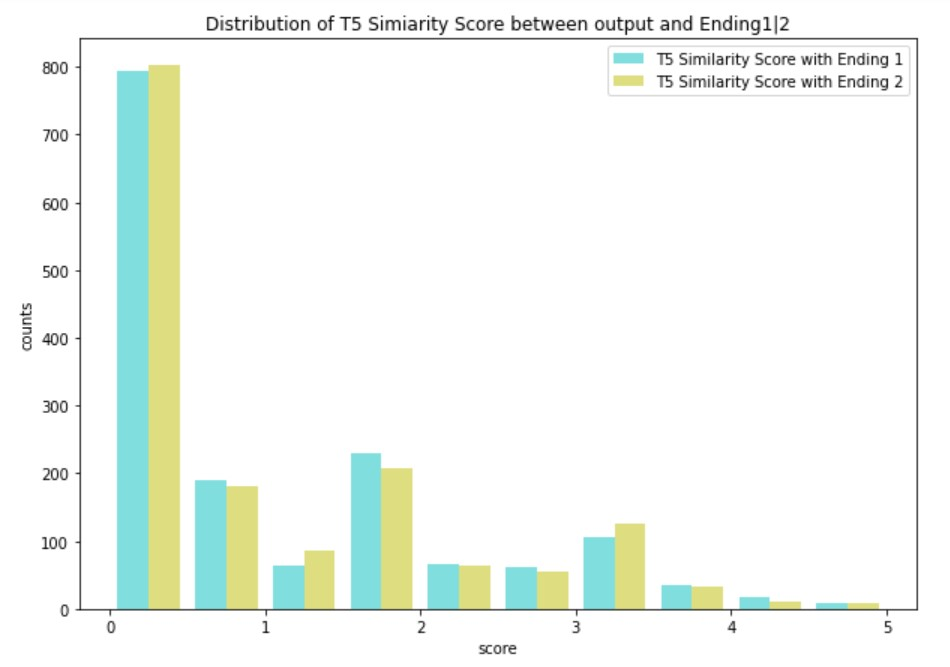 Distribution of T5 Simiarity Score between output and Ending1|2
T5 Similarity Score with Ending 1
T5 Similarity Score with Ending 2
800
700
600
500
400
300
200
100
0
counts
0 1 2 3 4 5
score